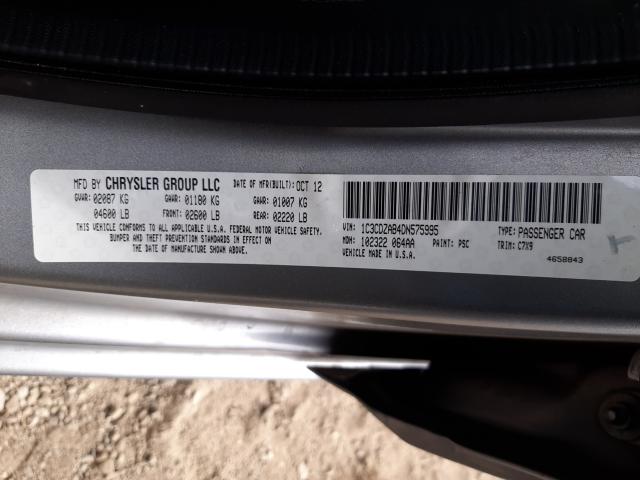 MFD BY CHRYSLER GROUP LLC DATE OF MFR(BUILT): OCT 12
GVWR: 02087 KG GAWR: 01180 KG GAWR: 01007 KG
04600 LB FRONT: 02600 LB REAR: 02220 LB
THIS VEHICLE CONFORMS TO ALL APPLICABLE U.S.A. FEDERAL MOTOR VEHICLE SAFETY,
BUMPER AND THEFT PREVENTION STANDARDS IN EFFECT ON
THE DATE OF MANUFACTURE SHOWN ABOVE.
VIN: 1C3CDZAB4DN575995 TYPE: PASSENGER CAR
MDH: 102322 064AA PAINT: PSC TRIM: C7X9
VEHICLE MADE IN U.S.A. 4658843